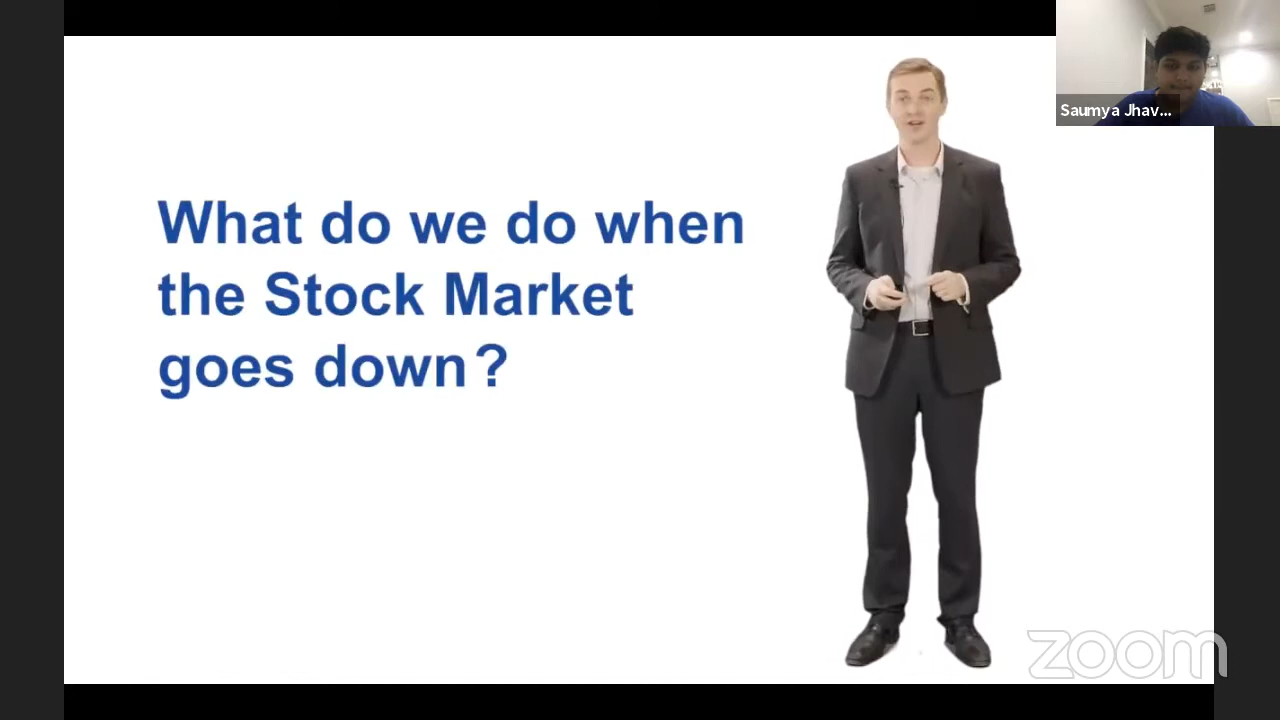 Saumya Jhav...
What do we do when
the Stock Market
goes down?
zoom